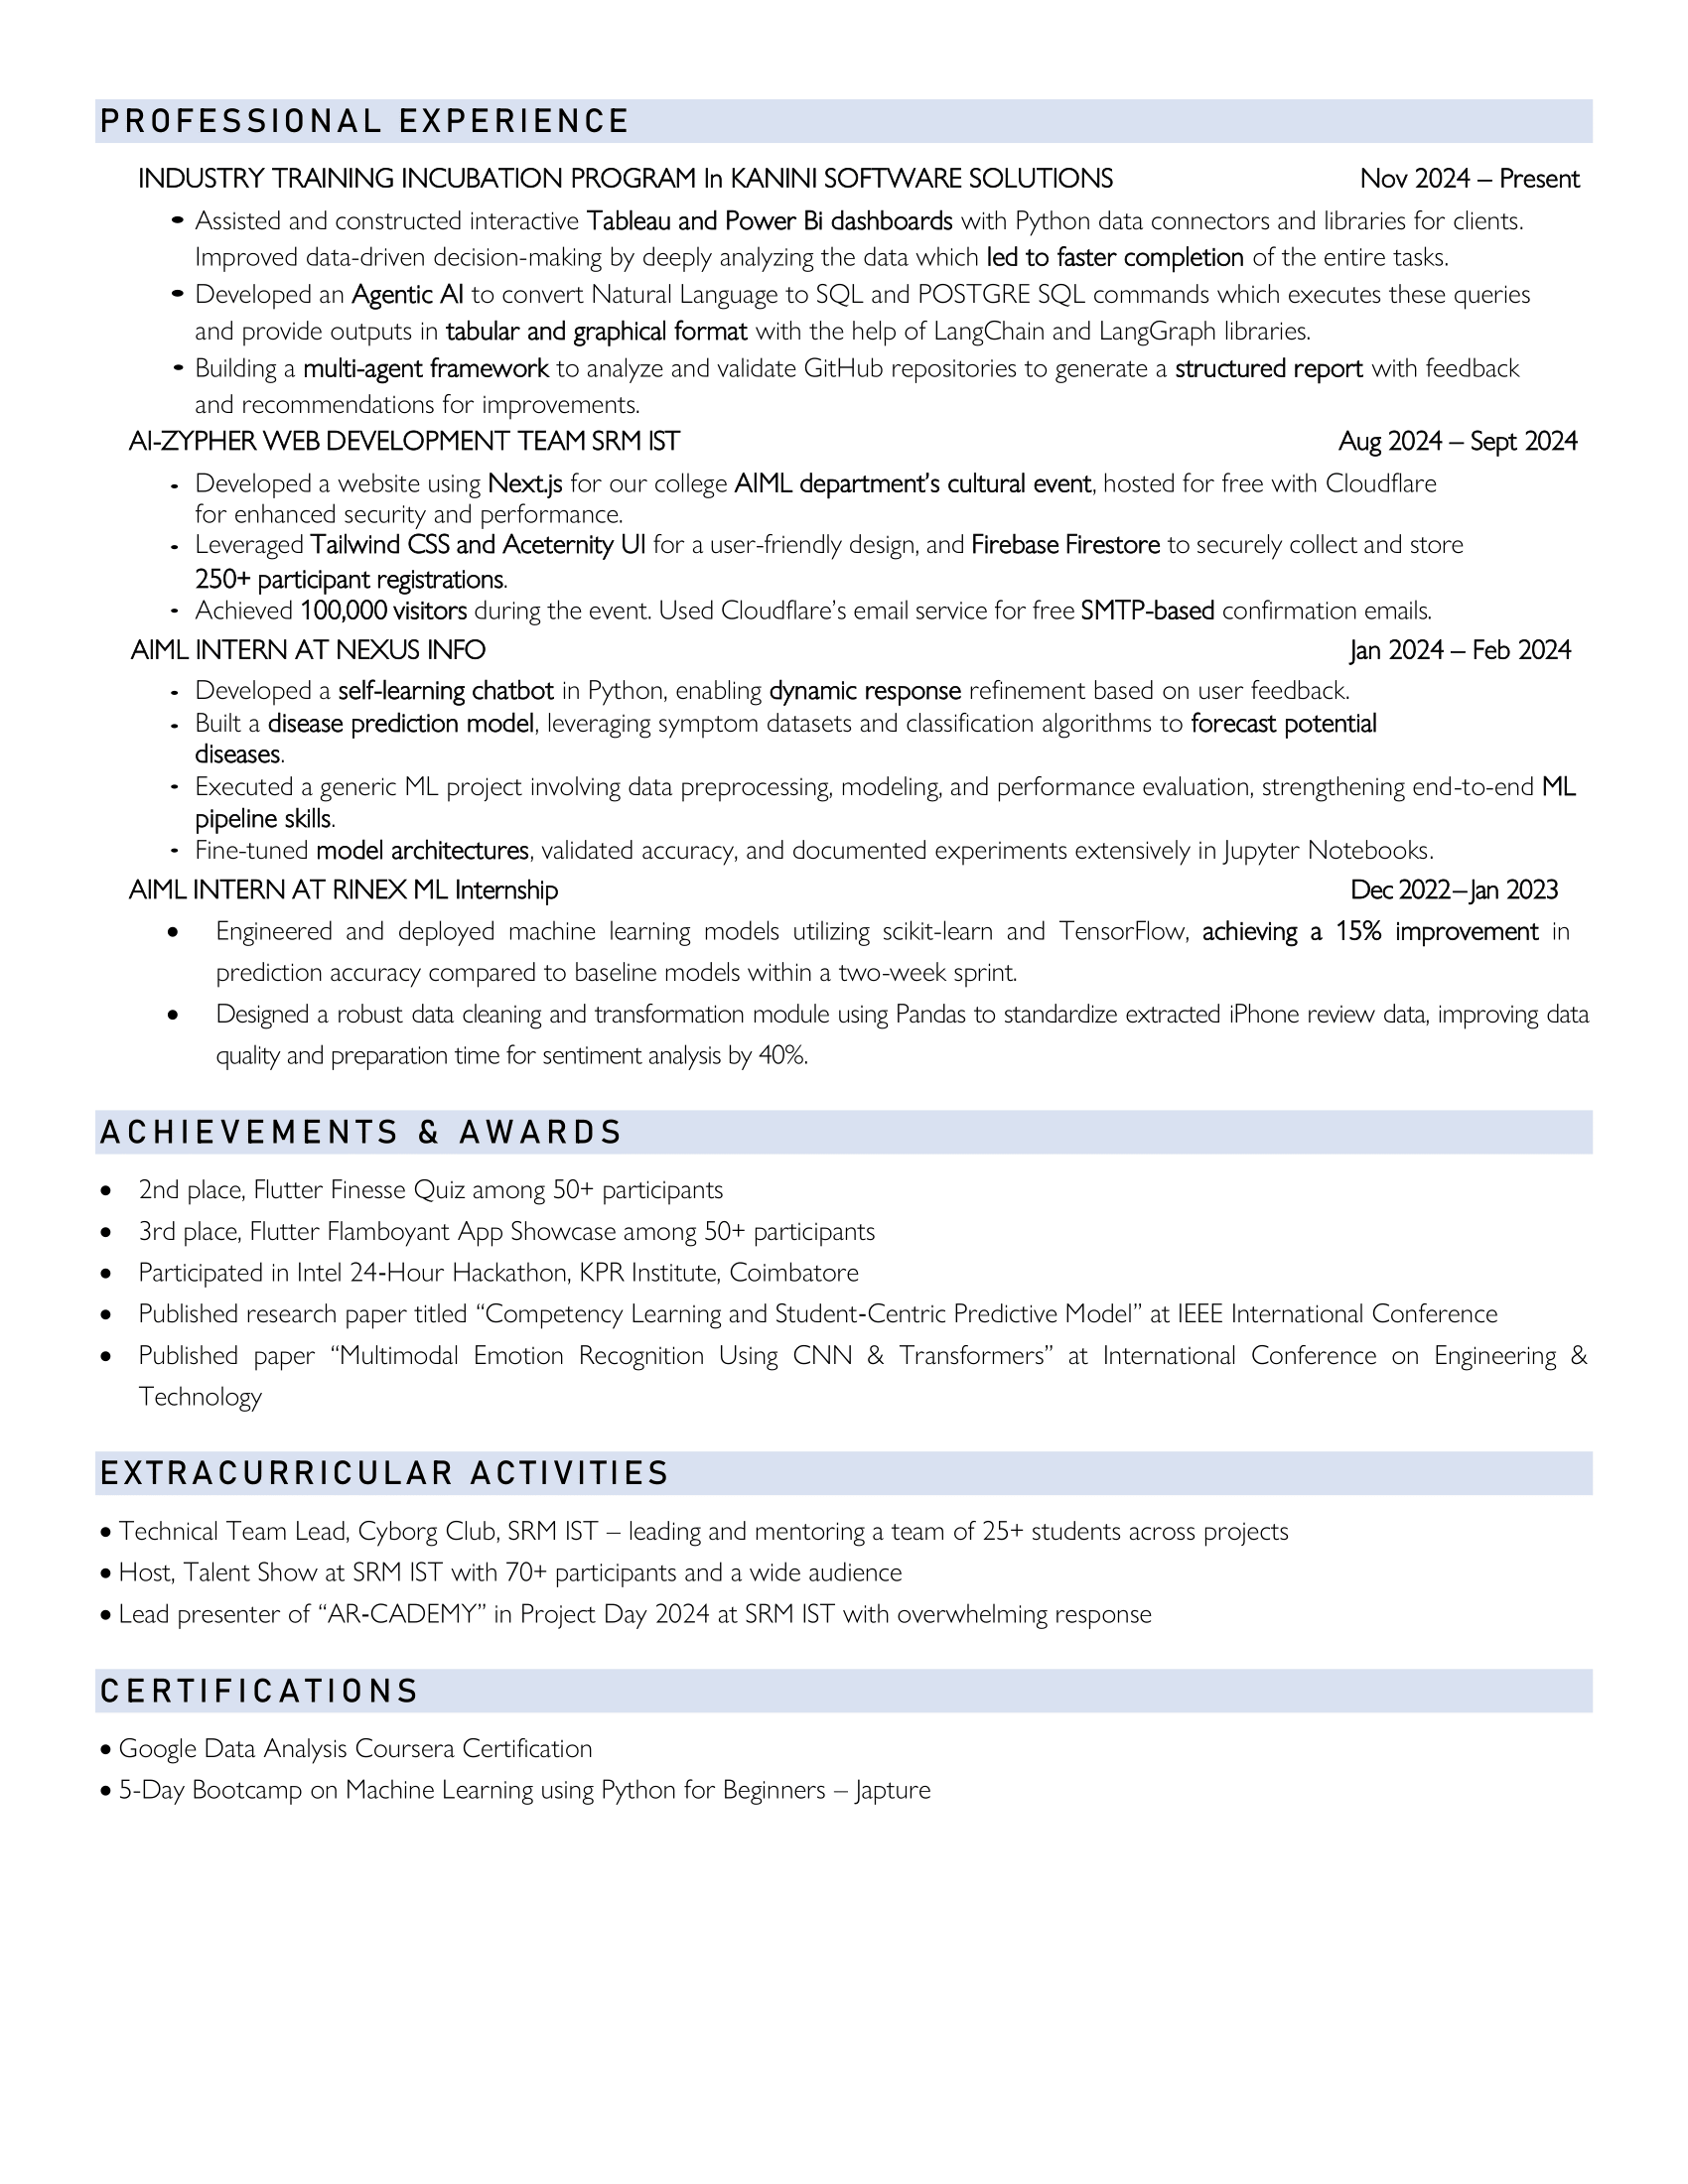 PROFESSIONAL EXPERIENCE
INDUSTRY TRAINING INCUBATION PROGRAM In KANINI SOFTWARE SOLUTIONS Nov 2024 – Present
• Assisted and constructed interactive Tableau and Power Bi dashboards with Python data connectors and libraries for clients.
Improved data-driven decision-making by deeply analyzing the data which led to faster completion of the entire tasks.
• Developed an Agentic AI to convert Natural Language to SQL and POSTGRE SQL commands which executes these queries
and provide outputs in tabular and graphical format with the help of LangChain and LangGraph libraries.
• Building a multi-agent framework to analyze and validate GitHub repositories to generate a structured report with feedback
and recommendations for improvements.
AI-ZYPHER WEB DEVELOPMENT TEAM SRM IST Aug 2024 – Sept 2024
• Developed a website using Next.js for our college AIML department’s cultural event, hosted for free with Cloudflare
for enhanced security and performance.
• Leveraged Tailwind CSS and Aceternity UI for a user-friendly design, and Firebase Firestore to securely collect and store
250+ participant registrations.
• Achieved 100,000 visitors during the event. Used Cloudflare’s email service for free SMTP-based confirmation emails.
AIML INTERN AT NEXUS INFO Jan 2024 – Feb 2024
• Developed a self-learning chatbot in Python, enabling dynamic response refinement based on user feedback.
• Built a disease prediction model, leveraging symptom datasets and classification algorithms to forecast potential
diseases.
• Executed a generic ML project involving data preprocessing, modeling, and performance evaluation, strengthening end-to-end ML
pipeline skills.
• Fine-tuned model architectures, validated accuracy, and documented experiments extensively in Jupyter Notebooks.
AIML INTERN AT RINEX ML Internship Dec 2022–Jan 2023
• Engineered and deployed machine learning models utilizing scikit-learn and TensorFlow, achieving a 15% improvement in
prediction accuracy compared to baseline models within a two-week sprint.
• Designed a robust data cleaning and transformation module using Pandas to standardize extracted iPhone review data, improving data
quality and preparation time for sentiment analysis by 40%.
ACHIEVEMENTS & AWARDS
• 2nd place, Flutter Finesse Quiz among 50+ participants
• 3rd place, Flutter Flamboyant App Showcase among 50+ participants
• Participated in Intel 24-Hour Hackathon, KPR Institute, Coimbatore
• Published research paper titled “Competency Learning and Student-Centric Predictive Model” at IEEE International Conference
• Published paper “Multimodal Emotion Recognition Using CNN & Transformers” at International Conference on Engineering &
Technology
EXTRACURRICULAR ACTIVITIES
• Technical Team Lead, Cyborg Club, SRM IST – leading and mentoring a team of 25+ students across projects
• Host, Talent Show at SRM IST with 70+ participants and a wide audience
• Lead presenter of “AR-CADEMY” in Project Day 2024 at SRM IST with overwhelming response
CERTIFICATIONS
• Google Data Analysis Coursera Certification
• 5-Day Bootcamp on Machine Learning using Python for Beginners – Japture